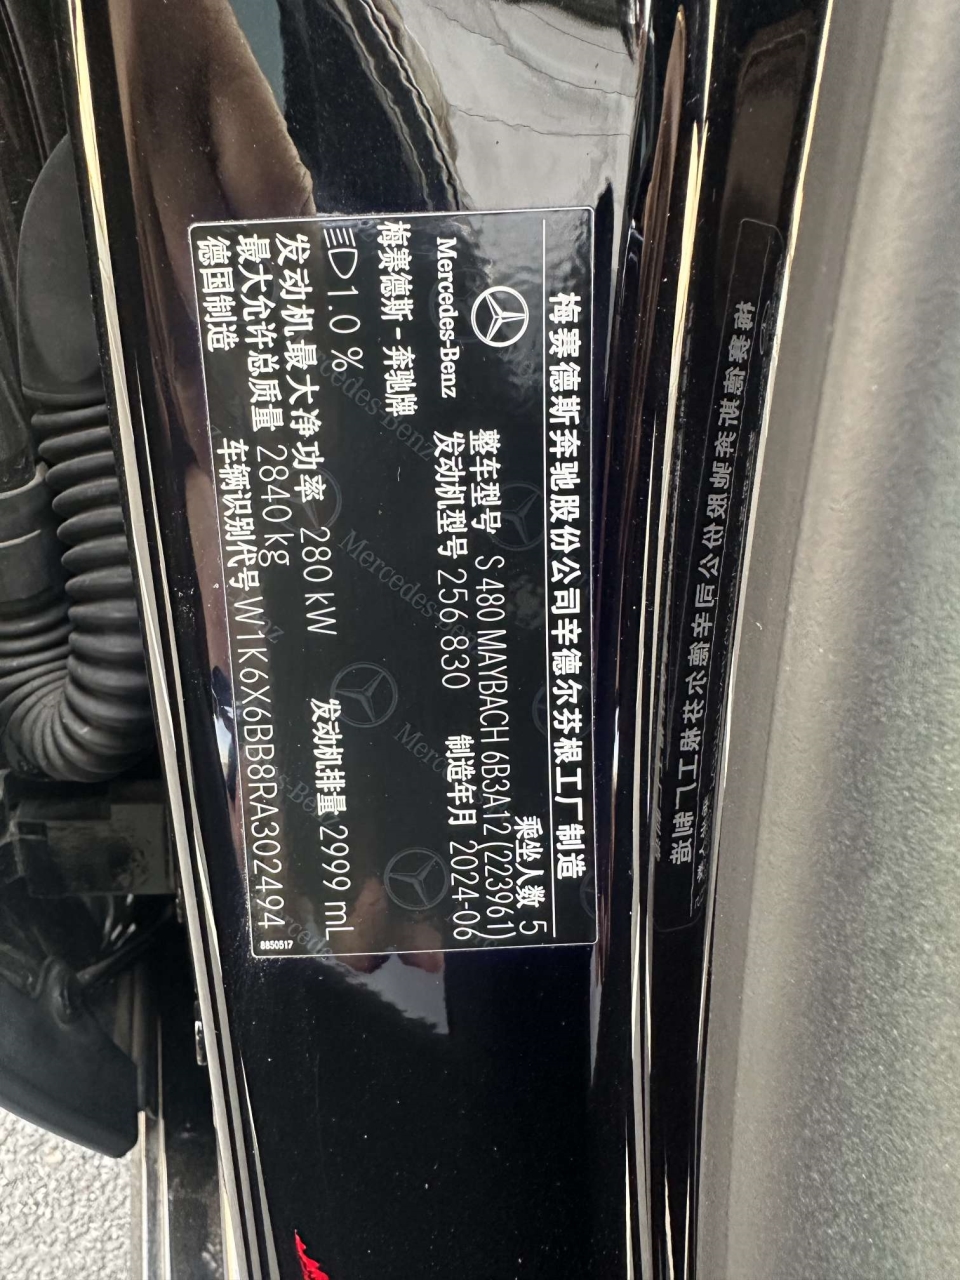 梅赛德斯奔驰股份公司辛德尔芬根工厂制造
乘坐人数 5
Mercedes-Benz
整车型号 S 480 MAYBACH 6B3A12(223961)
发动机型号 256 830
制造年月 2024-06
梅赛德斯 - 奔驰牌
1.0 %
发动机最大净功率 280 kW
发动机排量 2999 mL
最大允许总质量 2840 kg
车辆识别代号 W1K6X6BB8RA302494
德国制造
8850517